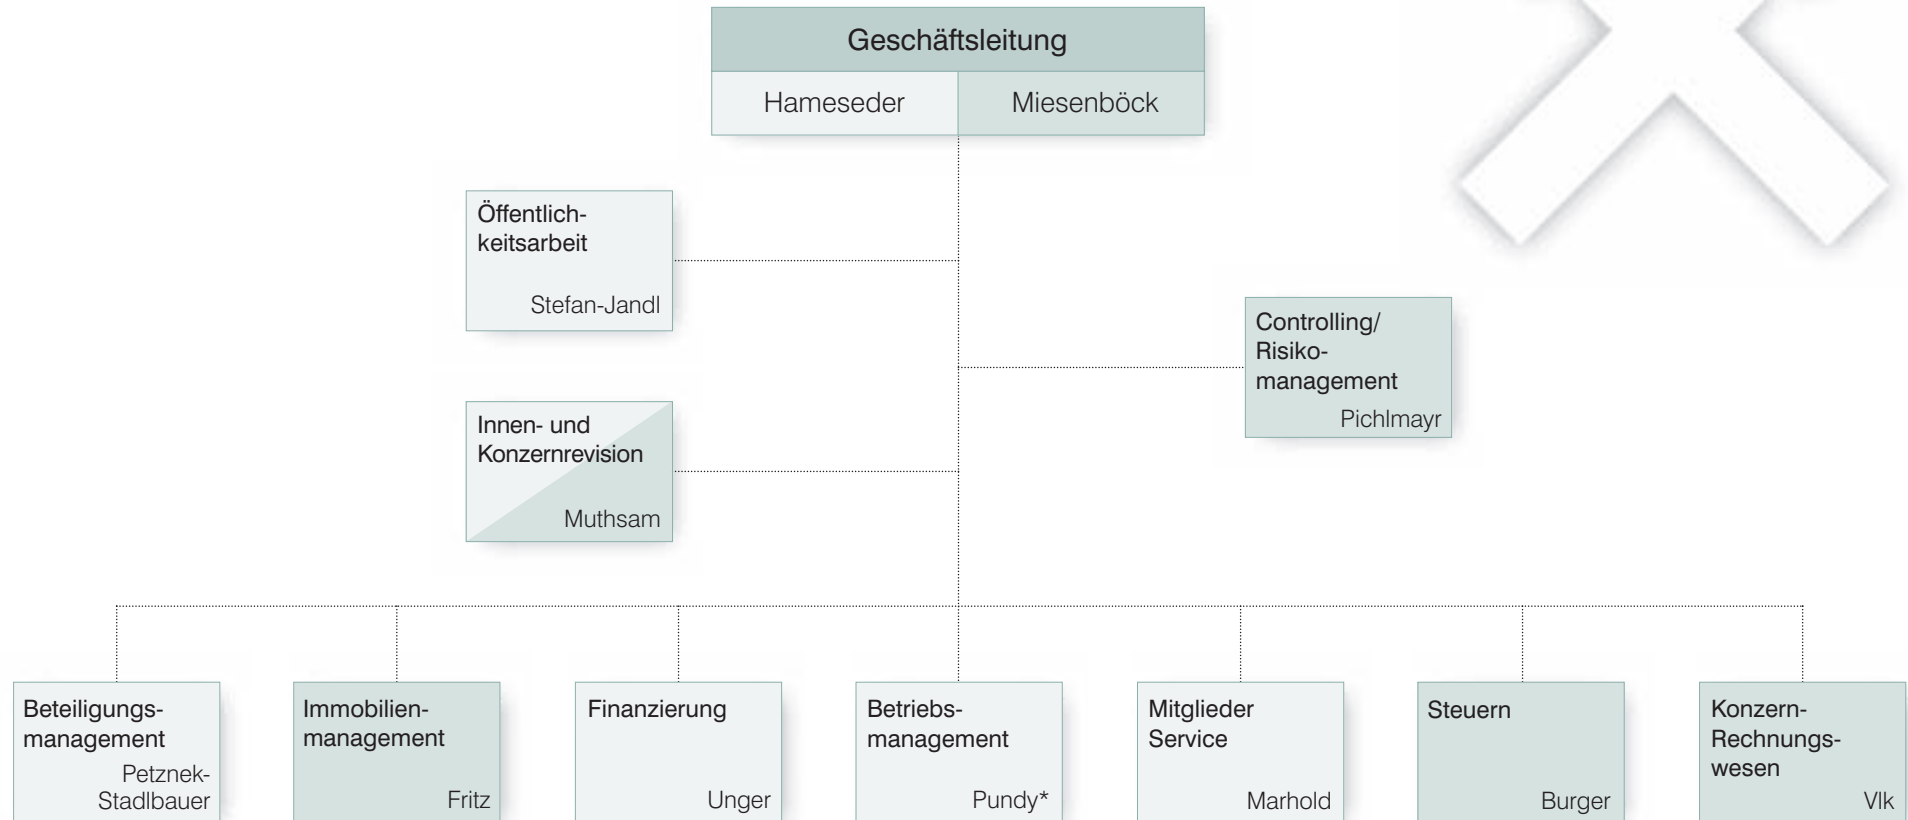 Geschäftsleitung
Hameseder
Miesenböck
Öffentlich-
keitsarbeit
Stefan-Jandl
Controlling/
Risiko-
management
Pichlmayr
Innen- und
Konzernrevision
Muthsam
Beteiligungs-
management
Petznek-
Stadlbauer
Immobilien-
management
Fritz
Finanzierung
Unger
Betriebs-
management
Pundy*
Mitglieder
Service
Marhold
Steuern
Burger
Konzern-
Rechnungs-
wesen
Vlk